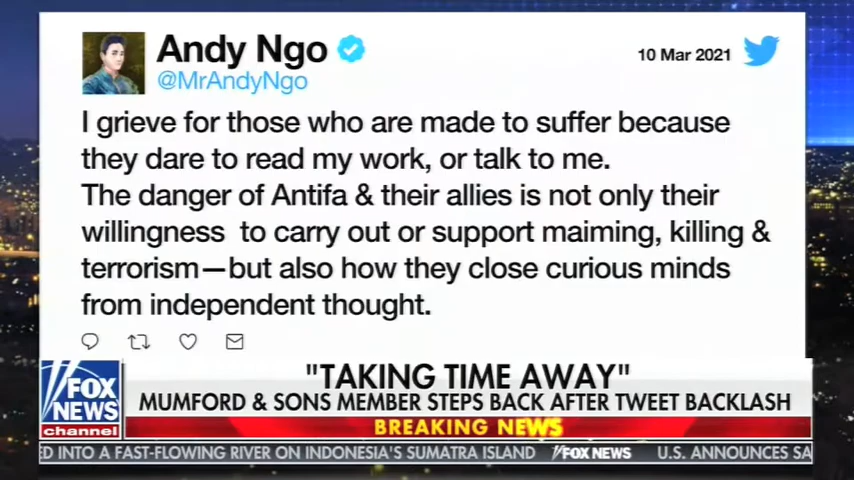 Andy Ngo
10 Mar 2021
@MrAndyNgo
I grieve for those who are made to suffer because
they dare to read my work, or talk to me.
The danger of Antifa & their allies is not only their
willingness to carry out or support maiming, killing &
terrorism—but also how they close curious minds
from independent thought.
"TAKING TIME AWAY"
MUMFORD & SONS MEMBER STEPS BACK AFTER TWEET BACKLASH
BREAKING NEWS
FOX
NEWS
channel
D INTO A FAST-FLOWING RIVER ON INDONESIA'S SUMATRA ISLAND FOX NEWS U.S. ANNOUNCES SA